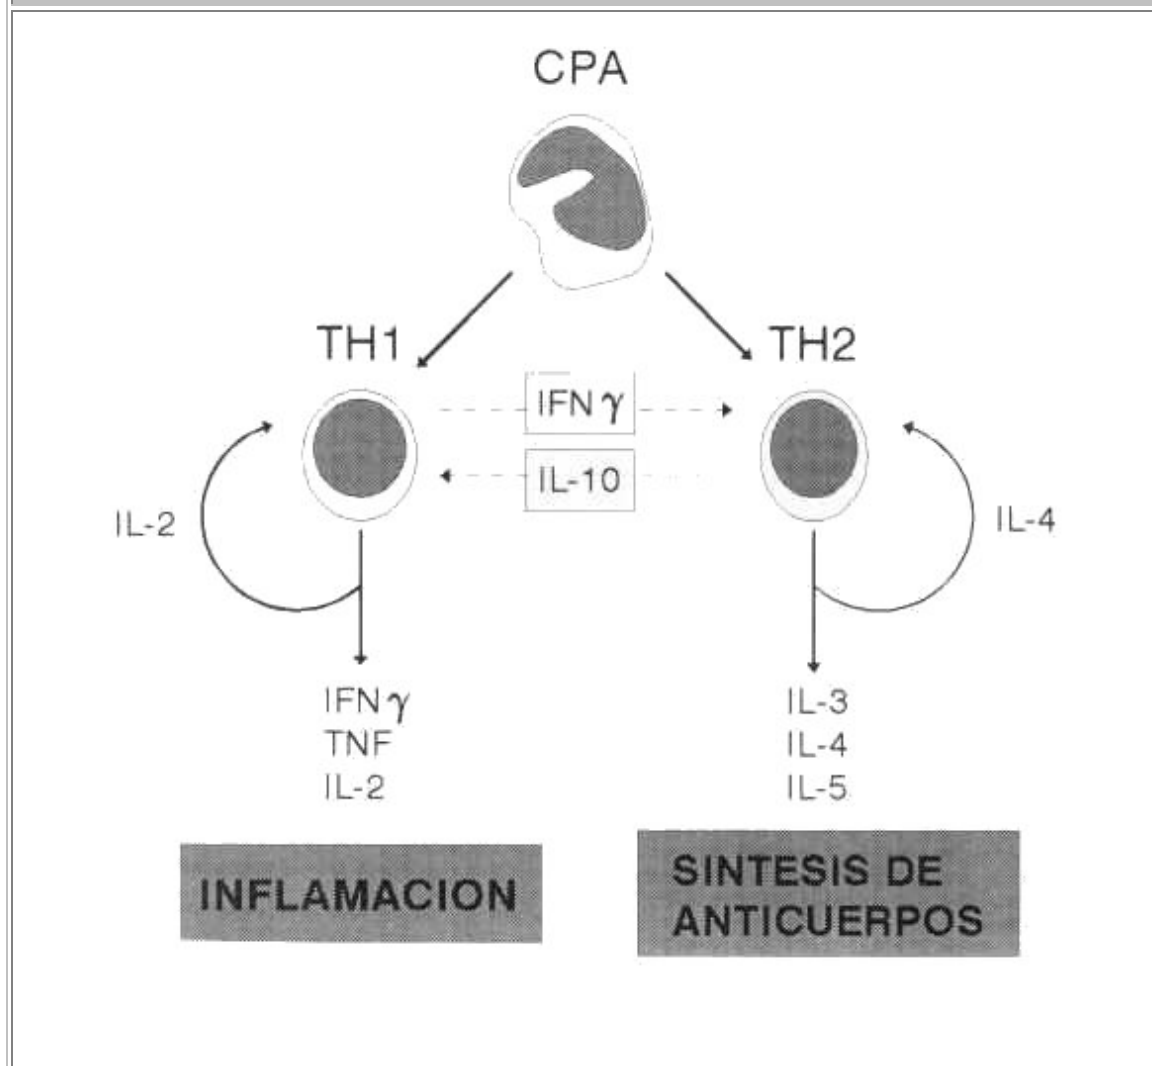 CPA
TH1
TH2
IFN γ
IL-10
IL-2
IL-4
IFN γ
TNF
IL-2
IL-3
IL-4
IL-5
INFLAMACION
SINTESIS DE
ANTICUERPOS